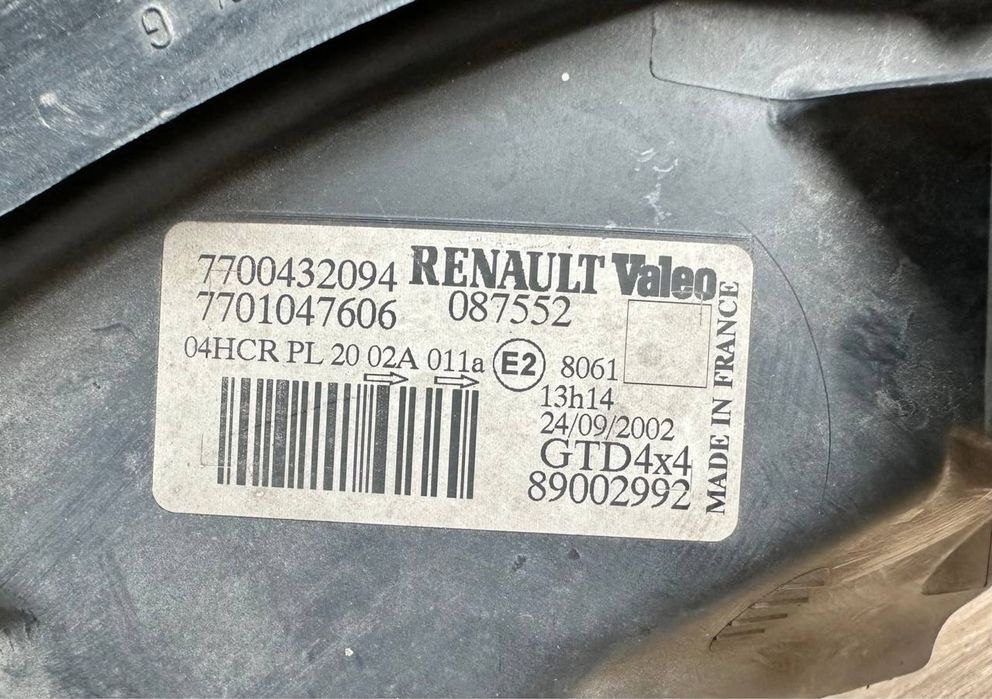 G
7700432094 RENAULT Valeo
7701047606 087552
04HCR PL 20 02A 011a E2 8061
13h14
24/09/2002
GTD4x4
89002992
MADE IN FRANCE